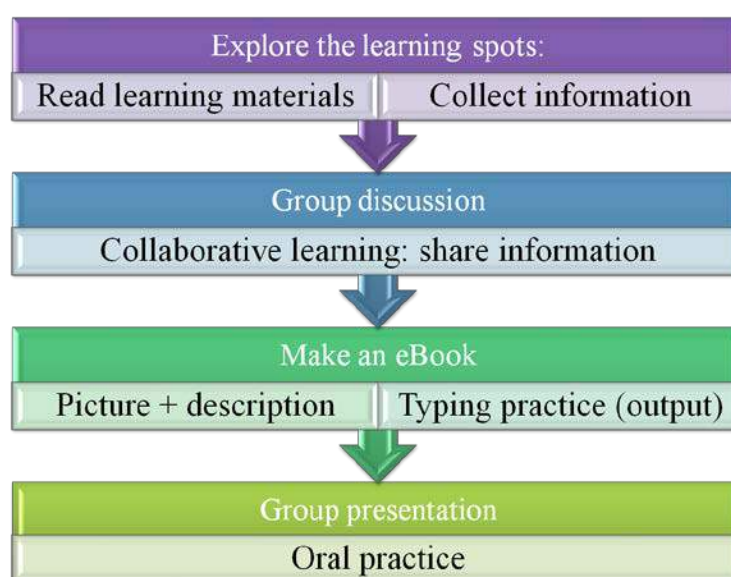 Explore the learning spots:
Read learning materials
Collect information
Group discussion
Collaborative learning: share information
Make an eBook
Picture + description
Typing practice (output)
Group presentation
Oral practice